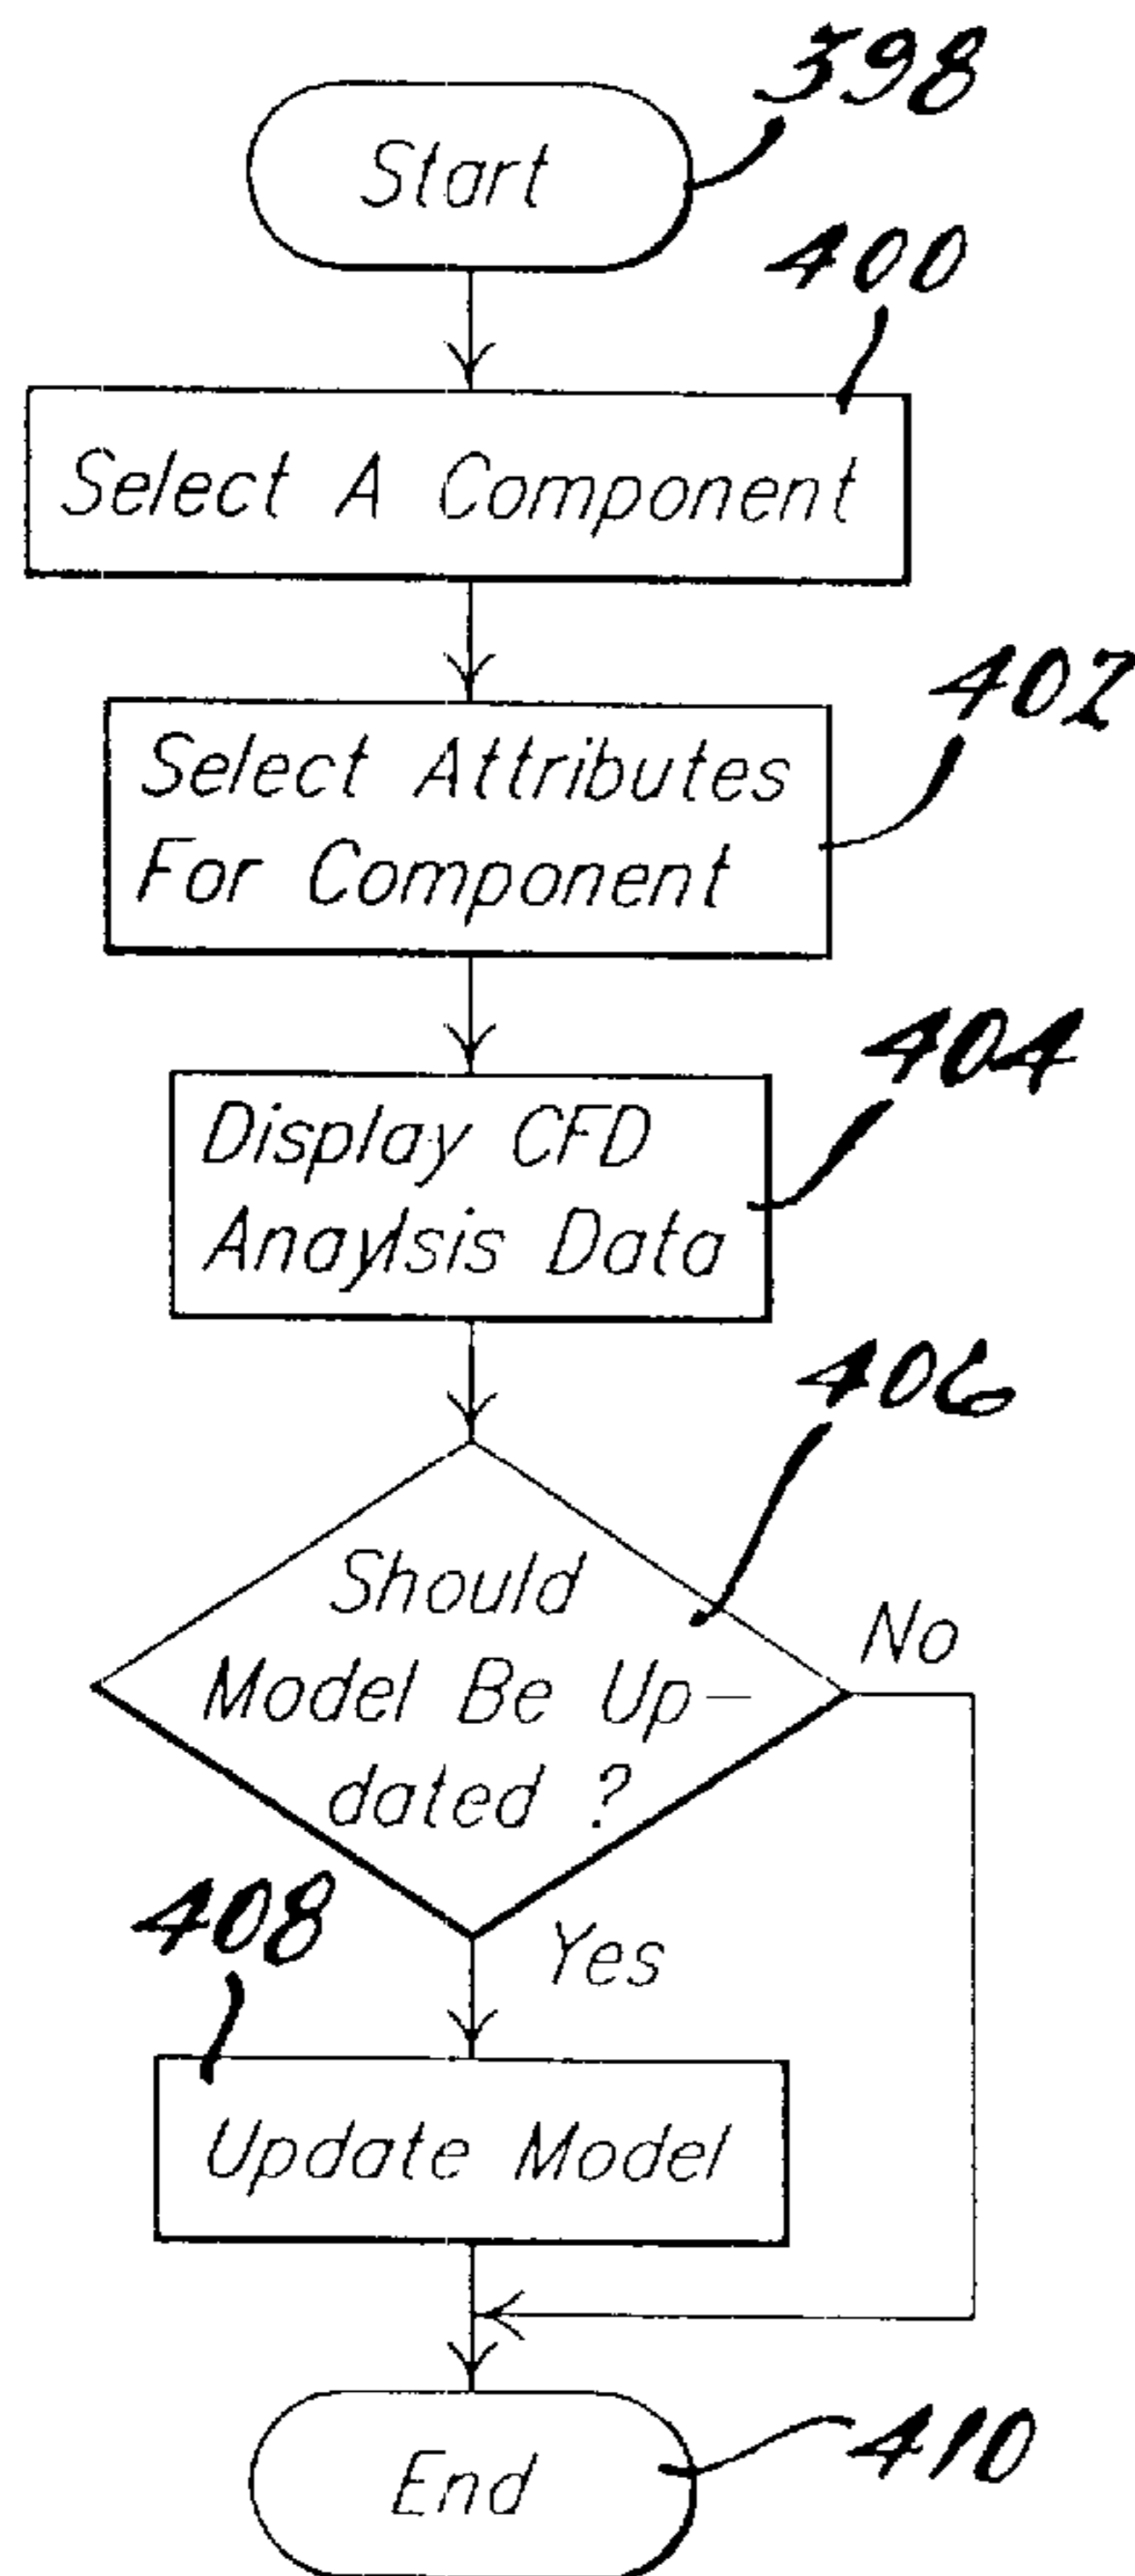 398
Start
400
Select A Component
402
Select Attributes
For Component
404
Display CFD
Anaylsis Data
406
Should
Model Be Up-
dated ?
No
Yes
408
Update Model
End
410